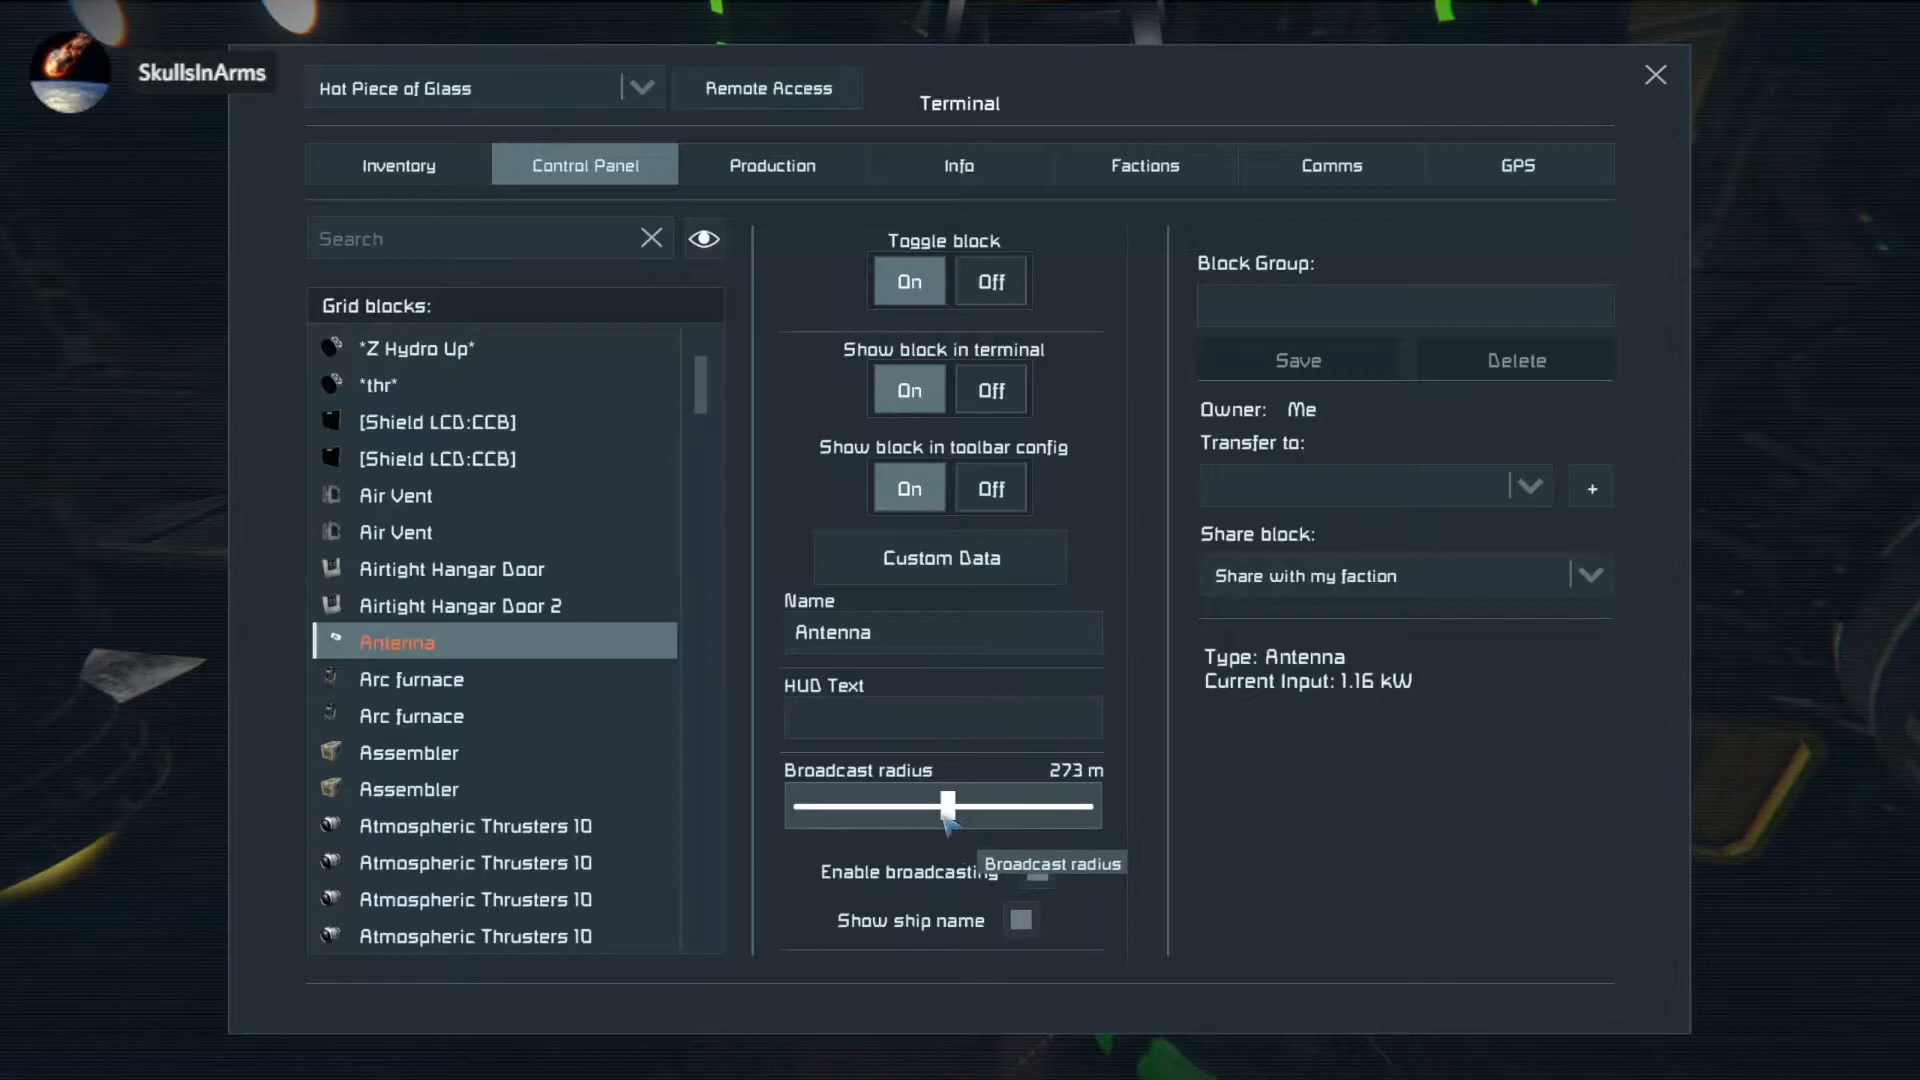 SkullsInArms
Hot Piece of Glass
Remote Access
Terminal
Inventory
Control Panel
Production
Info
Factions
Comms
GPS
Search
Grid blocks:
*Z Hydro Up*
*thr*
[Shield LCD:CCB]
[Shield LCD:CCB]
Air Vent
Air Vent
Airtight Hangar Door
Airtight Hangar Door 2
Antenna
Arc furnace
Arc furnace
Assembler
Assembler
Atmospheric Thrusters 10
Atmospheric Thrusters 10
Atmospheric Thrusters 10
Atmospheric Thrusters 10
Toggle block
On Off
Show block in terminal
On Off
Show block in toolbar config
On Off
Custom Data
Name
Antenna
HUD Text
Broadcast radius 273 m
Broadcast radius
Enable broadcasting
Show ship name
Block Group:
Save Delete
Owner: Me
Transfer to:
+
Share block:
Share with my faction
Type: Antenna
Current Input: 1.16 kW